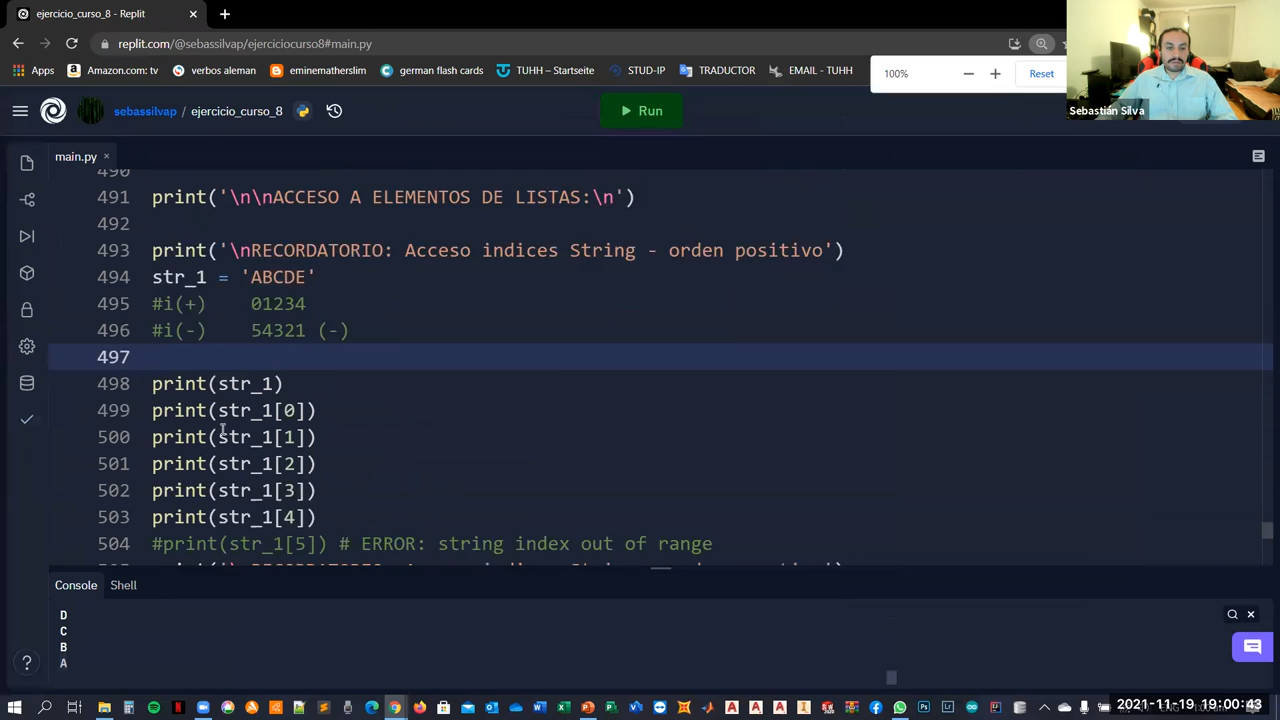 ejercicio_curso_8 - Replit
replit.com/@sebassilvap/ejerciciocurso8#main.py
Apps
Amazon.com: tv
verbos aleman
eminemtherain
german flash
TUHH – Startseite
STUD-IP
TRADUCTOR
EMAIL - TUHH
100%
Reset
Sebastián Silva
sebassilvap / ejercicio_curso_8
Run
main.py
490
491 print('\n\nACCESO A ELEMENTOS DE LISTAS:\n')
492
493 print('\nRECORDATORIO: Acceso indices String - orden positivo')
494 str_1 = 'ABCDE'
495 #i(+) 01234
496 #i(-) 54321 (-)
497
498 print(str_1)
499 print(str_1[0])
500 print(str_1[1])
501 print(str_1[2])
502 print(str_1[3])
503 print(str_1[4])
504 #print(str_1[5]) # ERROR: string index out of range
Console
Shell
D
C
B
A
2021-11-19 19:00:43